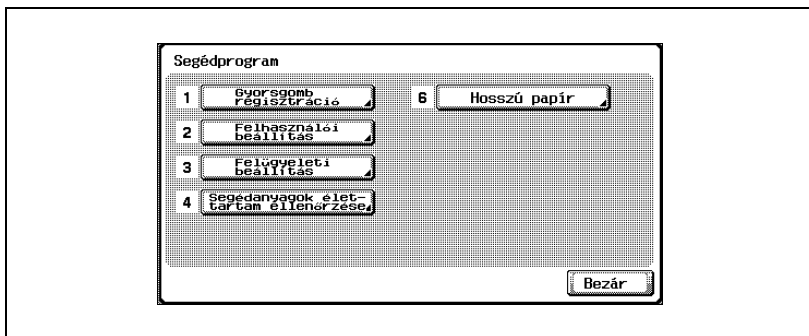 Segédprogram
1 Gyorsgomb
regisztráció
6 Hosszú papír
2 Felhasználói
beállítás
3 Felügyeleti
beállítás
4 Segédanyagok élet-
tartam ellenőrzése
Bezár